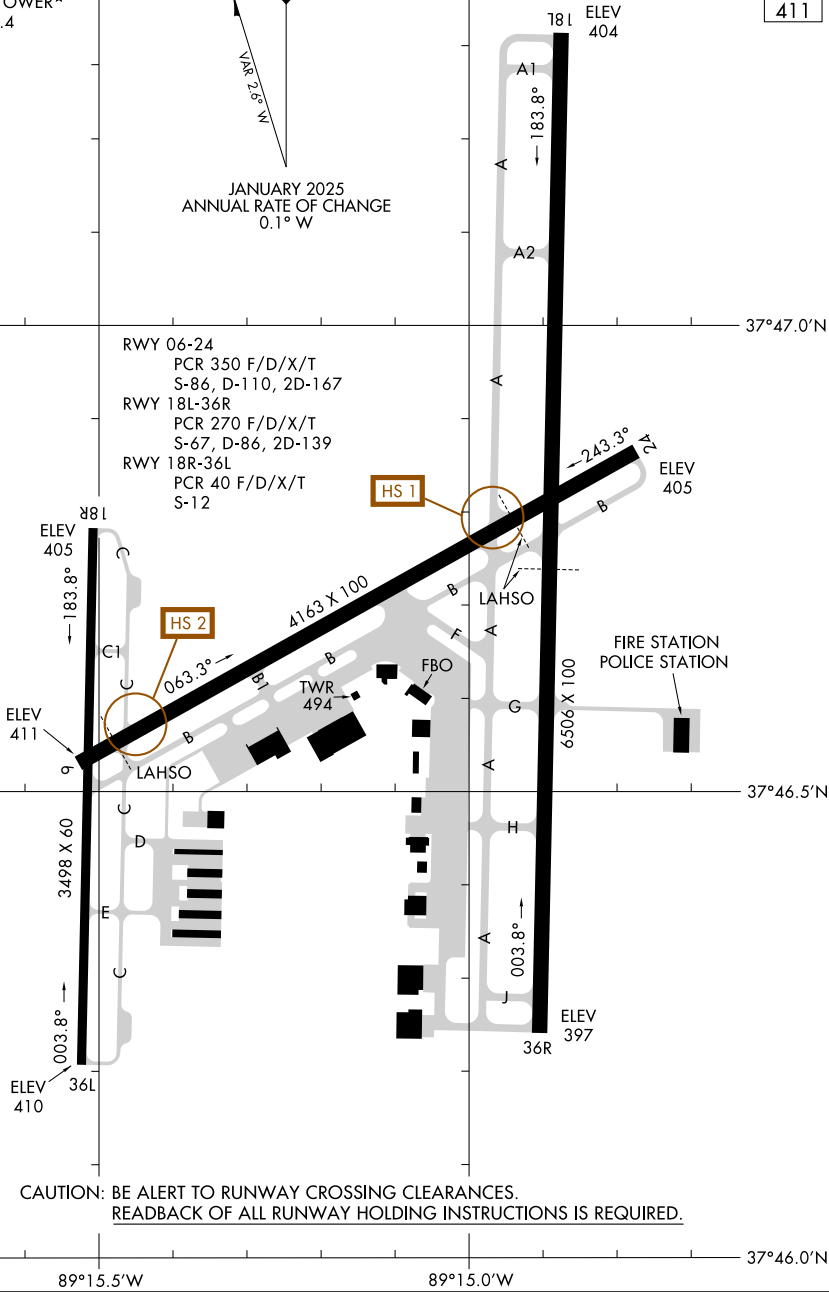 OWER*
.4
411
18L
ELEV
404
VAR 2.6° W
JANUARY 2025
ANNUAL RATE OF CHANGE
0.1° W
A1
183.8°
A
A2
37°47.0'N
RWY 06-24
PCR 350 F/D/X/T
S-86, D-110, 2D-167
RWY 18L-36R
PCR 270 F/D/X/T
S-67, D-86, 2D-139
RWY 18R-36L
PCR 40 F/D/X/T
S-12
A
243.3°
24
ELEV
405
HS 1
B
18R
ELEV
405
C
183.8°
4163 X 100
B
LAHSO
HS 2
C1
C
063.3°
B1
B
F
A
FBO
TWR
494
FIRE STATION
POLICE STATION
6506 X 100
G
ELEV
411
B
9
LAHSO
A
37°46.5'N
3498 X 60
C
D
H
E
C
A
003.8°
003.8°
J
ELEV
397
36R
36L
ELEV
410
CAUTION: BE ALERT TO RUNWAY CROSSING CLEARANCES.
READBACK OF ALL RUNWAY HOLDING INSTRUCTIONS IS REQUIRED.
37°46.0'N
89°15.5'W
89°15.0'W